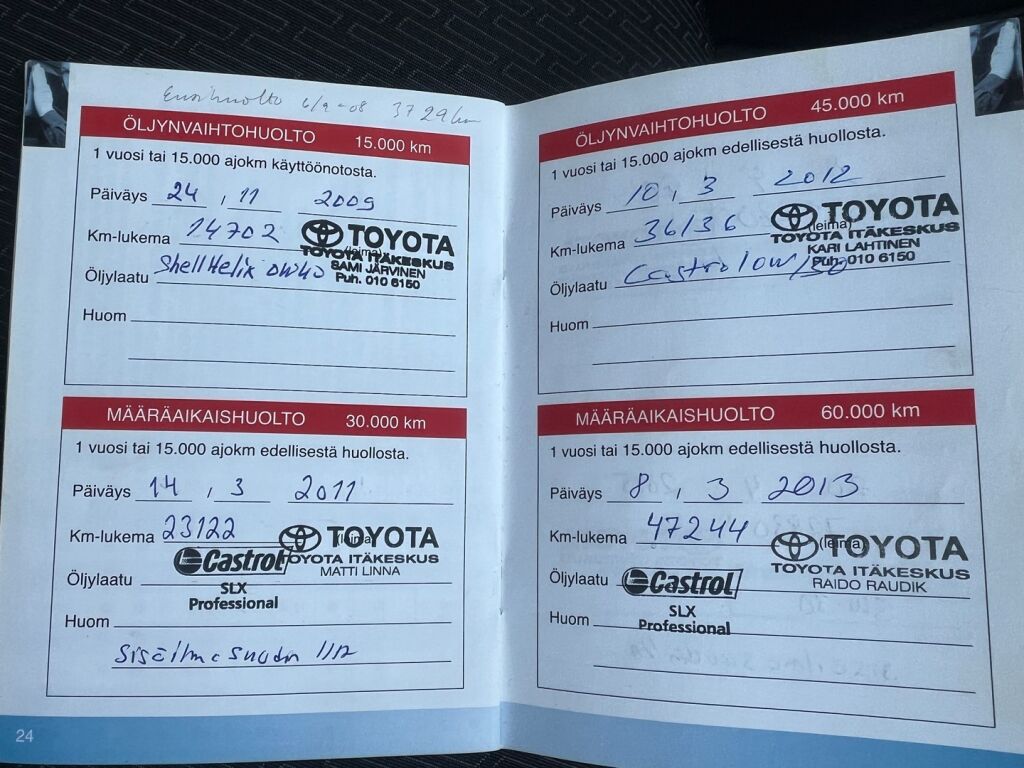 Ensihuolto 6/9 -08 3729 km
ÖLJYNVAIHTOHUOLTO 15.000 km
1 vuosi tai 15.000 ajokm käyttöönotosta.
Päiväys 24 , 11 2009
Km-lukema 14702 (leima)
TOYOTA
TOYOTA ITÄKESKUS
SAMI JÄRVINEN
Puh. 010 6150
Öljylaatu Shell Helix 0W40
Huom
MÄÄRÄAIKAISHUOLTO 30.000 km
1 vuosi tai 15.000 ajokm edellisestä huollosta.
Päiväys 14 , 3 2011
Km-lukema 23122 (leima)
TOYOTA
TOYOTA ITÄKESKUS
MATTI LINNA
Öljylaatu Castrol
SLX
Professional
Huom
24
ÖLJYNVAIHTOHUOLTO 45.000 km
1 vuosi tai 15.000 ajokm edellisestä huollosta.
Päiväys 10 , 3 2012
Km-lukema 36136 (leima)
TOYOTA
TOYOTA ITÄKESKUS
KARI LAHTINEN
Puh. 010 6150
Öljylaatu Castrol 0W/30
Huom
MÄÄRÄAIKAISHUOLTO 60.000 km
1 vuosi tai 15.000 ajokm edellisestä huollosta.
Päiväys 8 , 3 2013
Km-lukema 47244 (leima)
TOYOTA
TOYOTA ITÄKESKUS
RAIDO RAUDIK
Öljylaatu Castrol
SLX
Professional
Huom